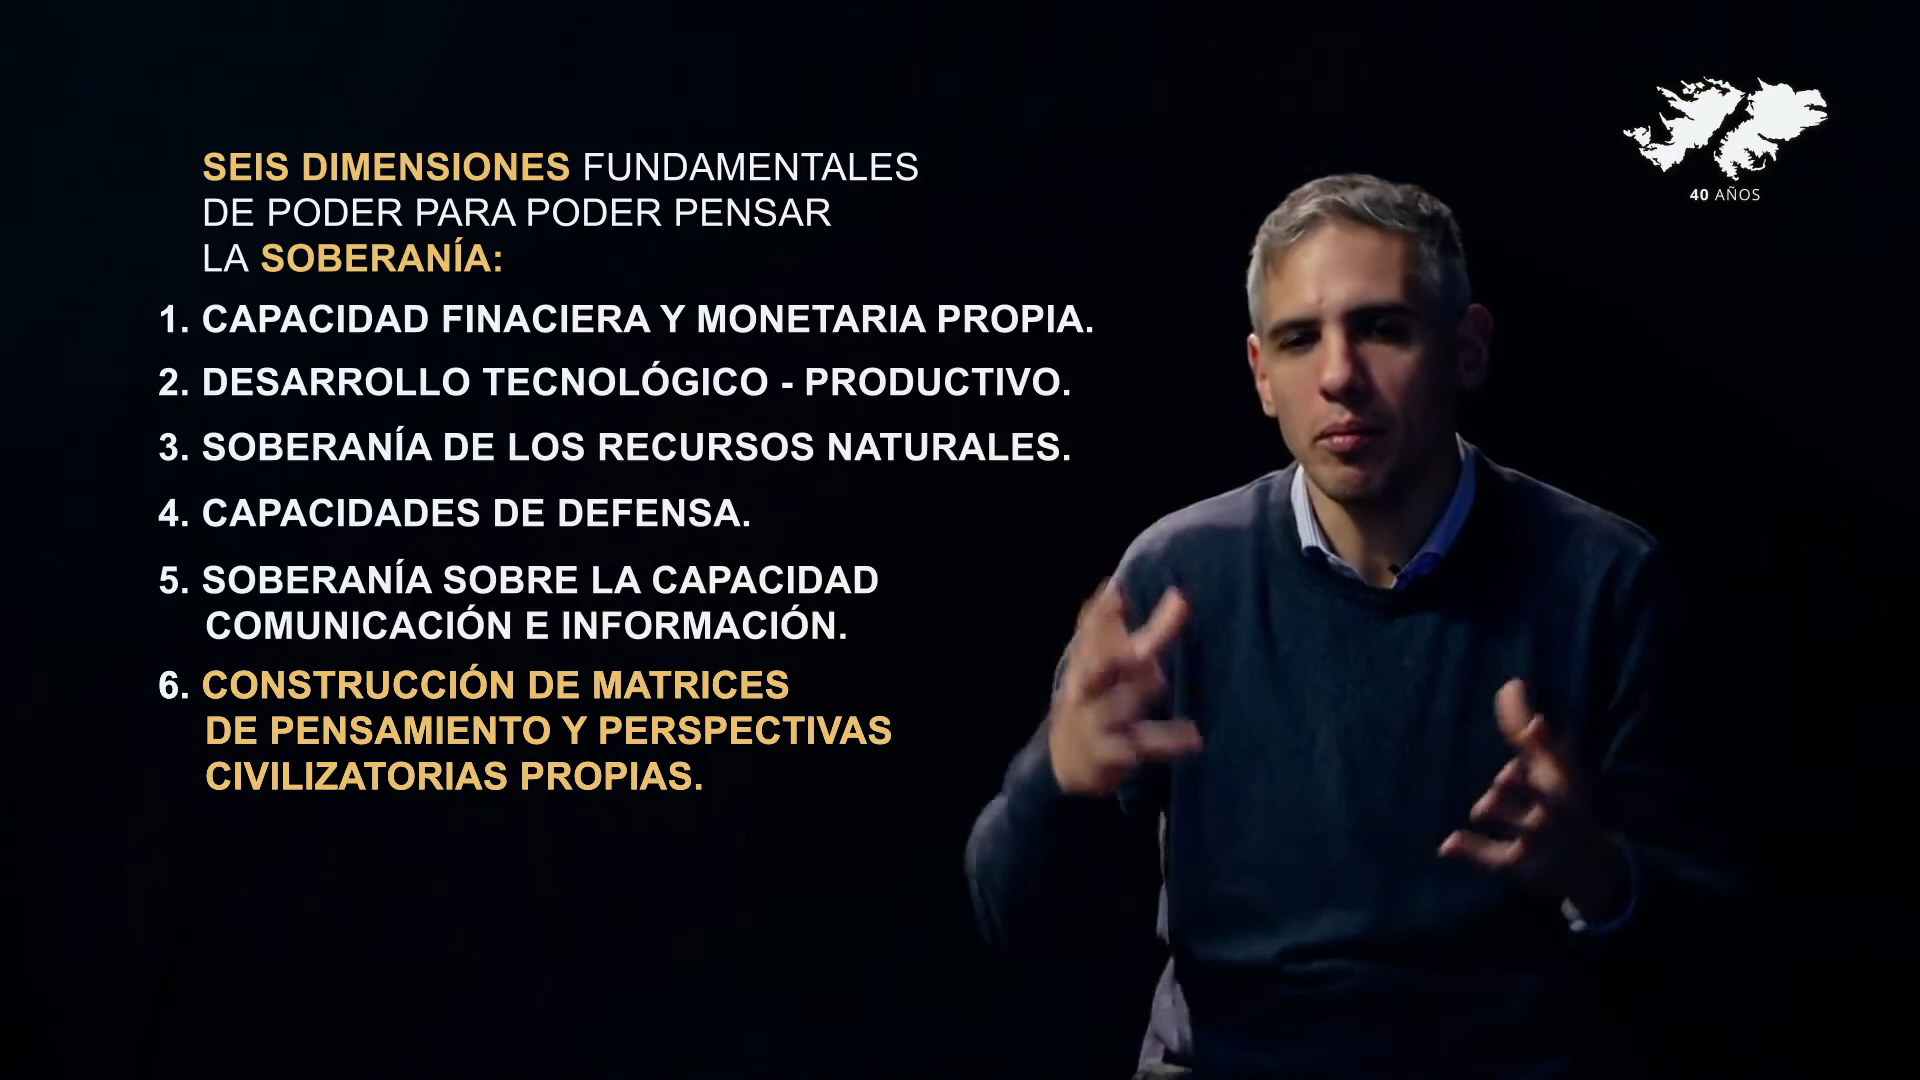 SEIS DIMENSIONES FUNDAMENTALES
DE PODER PARA PODER PENSAR
LA SOBERANÍA:
1. CAPACIDAD FINACIERA Y MONETARIA PROPIA.
2. DESARROLLO TECNOLÓGICO - PRODUCTIVO.
3. SOBERANÍA DE LOS RECURSOS NATURALES.
4. CAPACIDADES DE DEFENSA.
5. SOBERANÍA SOBRE LA CAPACIDAD
COMUNICACIÓN E INFORMACIÓN.
6. CONSTRUCCIÓN DE MATRICES
DE PENSAMIENTO Y PERSPECTIVAS
CIVILIZATORIAS PROPIAS.
40 AÑOS